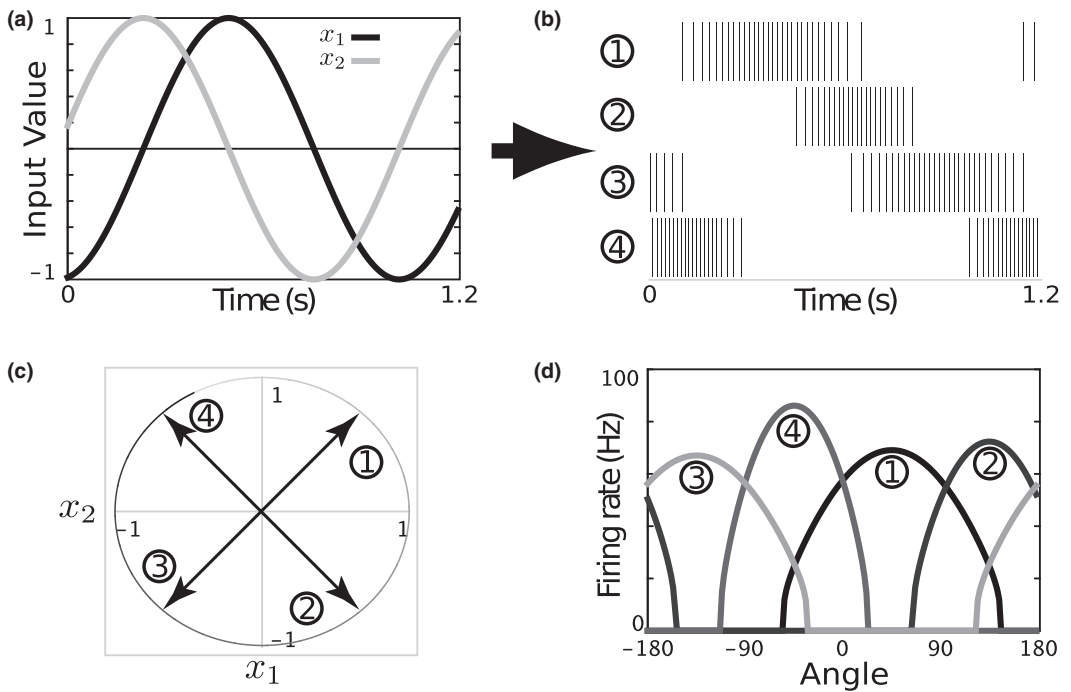 (a)
1
x1
x2
Input Value
−1
0
Time (s)
1.2
(b)
①
②
③
④
0
Time (s)
1.2
(c)
④
1
①
x2
−1
1
③
②
−1
x1
(d)
100
Firing rate (Hz)
④
③
①
②
0
−180
−90
0
90
180
Angle